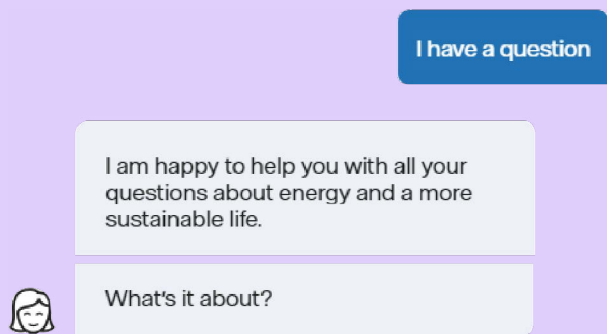 I have a question
I am happy to help you with all your
questions about energy and a more
sustainable life.
What's it about?